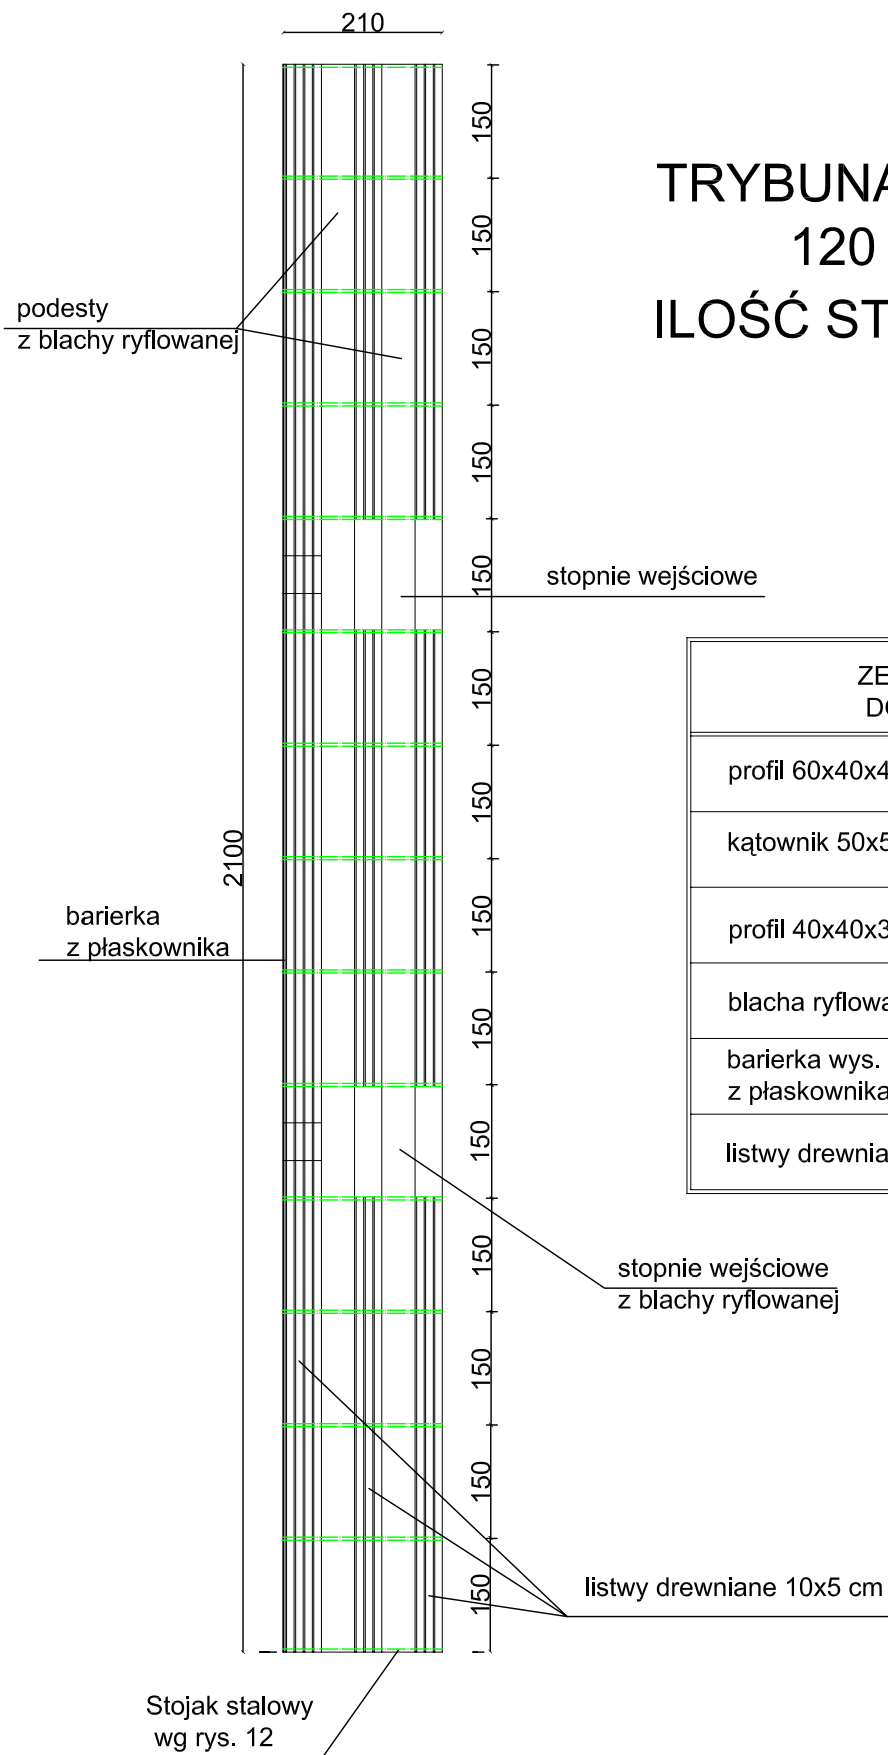 210
TRYBUNA
120
ILOŚĆ ST
150
150
150
150
150
150
150
150
150
150
150
150
150
150
2100
podesty
z blachy ryflowanej
stopnie wejściowe
ZE
DO
profil 60x40x4
kątownik 50x5
profil 40x40x3
blacha ryflowa
barierka wys.
z płaskownika
listwy drewnia
barierka
z płaskownika
stopnie wejściowe
z blachy ryflowanej
listwy drewniane 10x5 cm
Stojak stalowy
wg rys. 12